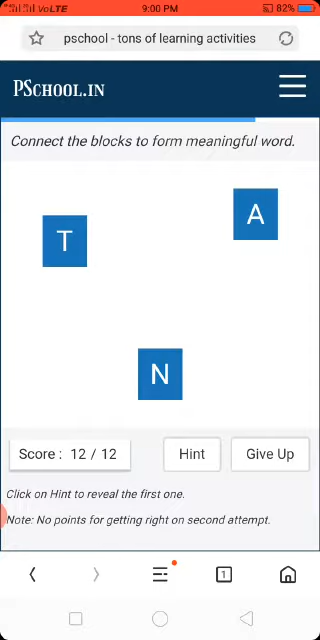 VoLTE 9:00 PM 82%
pschool - tons of learning activities
PSCHOOL.IN
Connect the blocks to form meaningful word.
A
T
N
Score : 12 / 12 Hint Give Up
Click on Hint to reveal the first one.
Note: No points for getting right on second attempt.
1